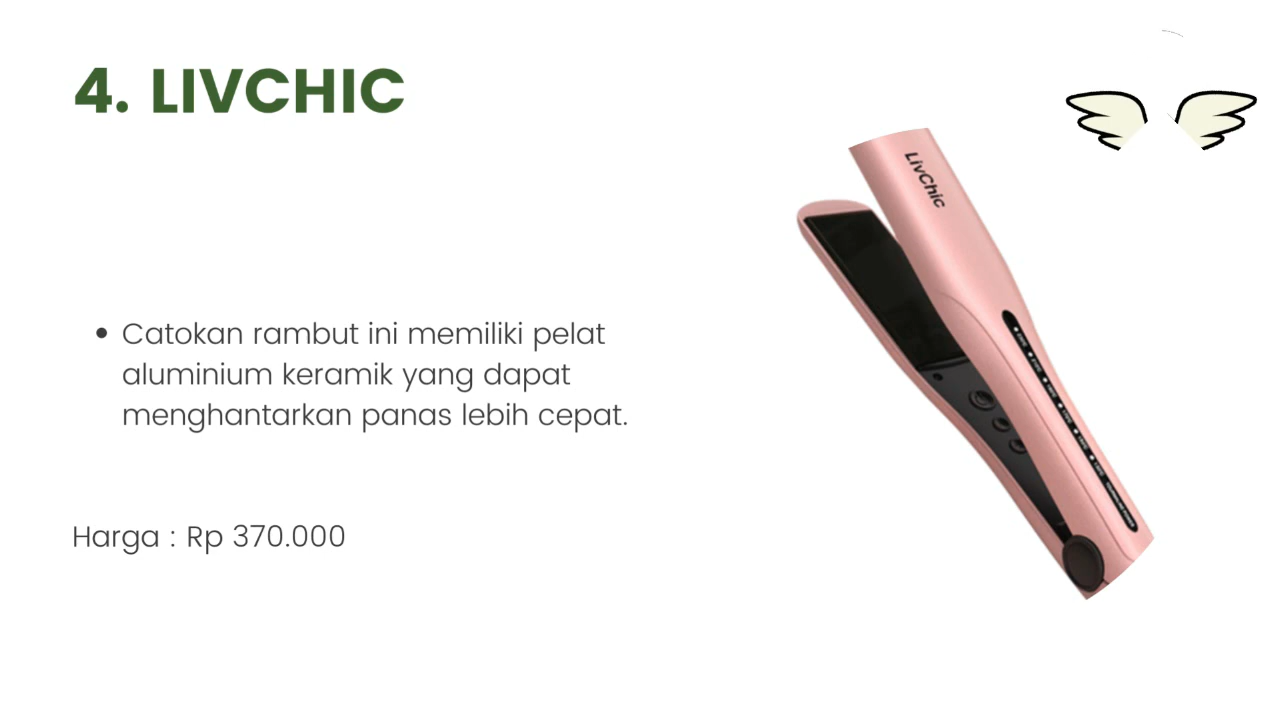 4. LIVCHIC
LivChic
• Catokan rambut ini memiliki pelat
aluminium keramik yang dapat
menghantarkan panas lebih cepat.
Harga : Rp 370.000